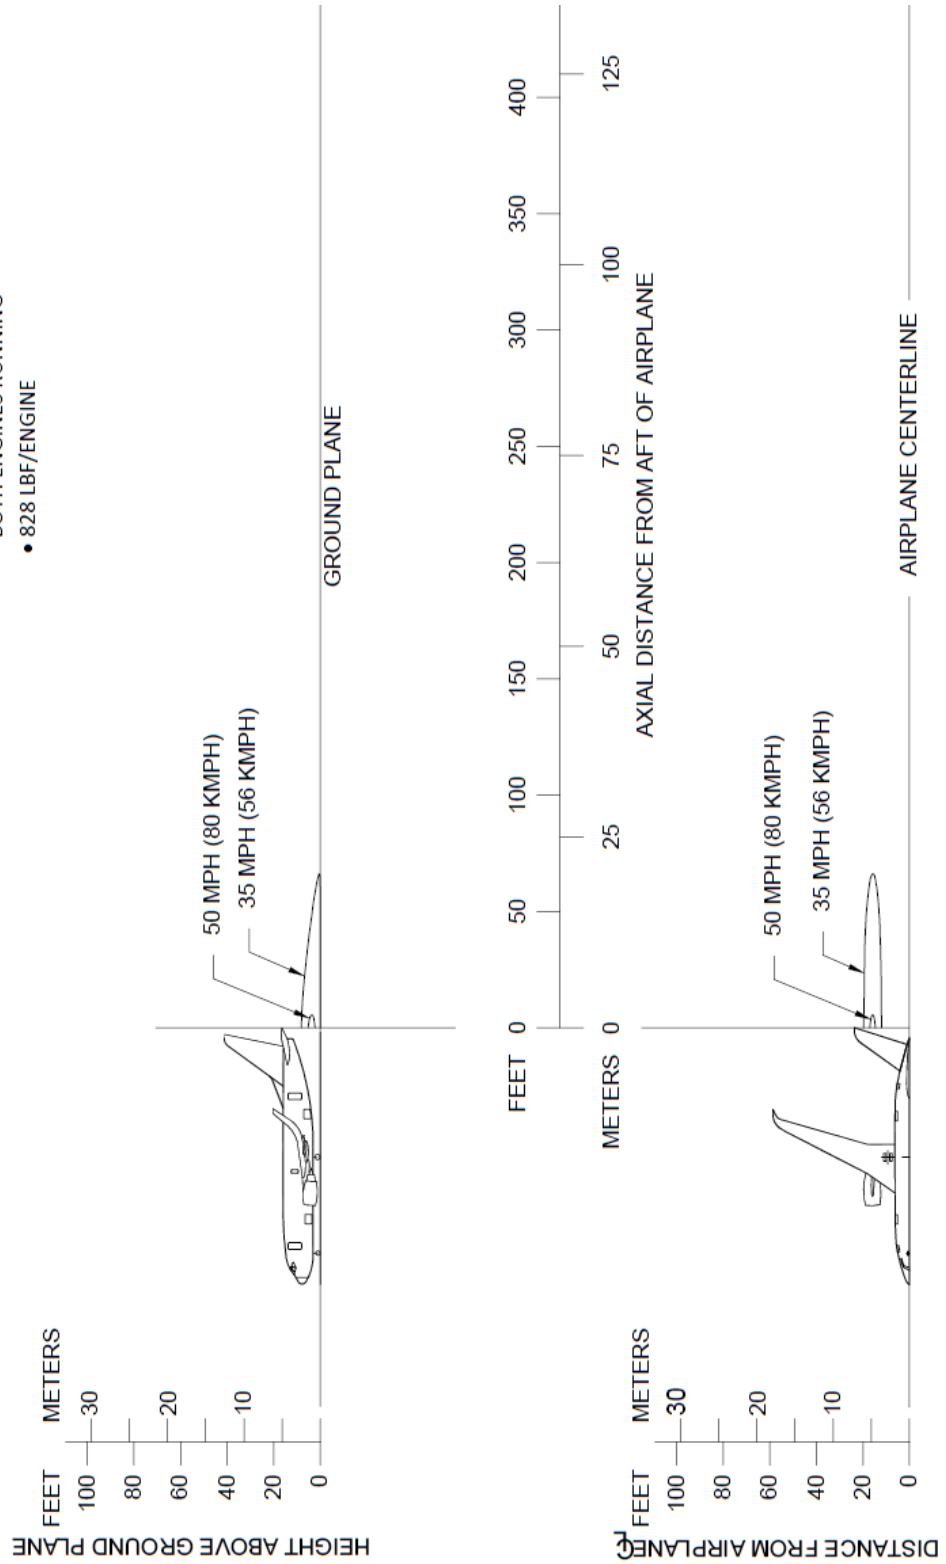 • 828 LBF/ENGINE
HEIGHT ABOVE GROUND PLANE
FEET
METERS
100
80
60
40
20
0
30
20
10
50 MPH (80 KMPH)
35 MPH (56 KMPH)
GROUND PLANE
FEET
0
50
100
150
200
250
300
350
400
METERS
0
25
50
75
100
125
AXIAL DISTANCE FROM AFT OF AIRPLANE
DISTANCE FROM AIRPLANE
FEET
METERS
100
80
60
40
20
0
30
20
10
50 MPH (80 KMPH)
35 MPH (56 KMPH)
AIRPLANE CENTERLINE